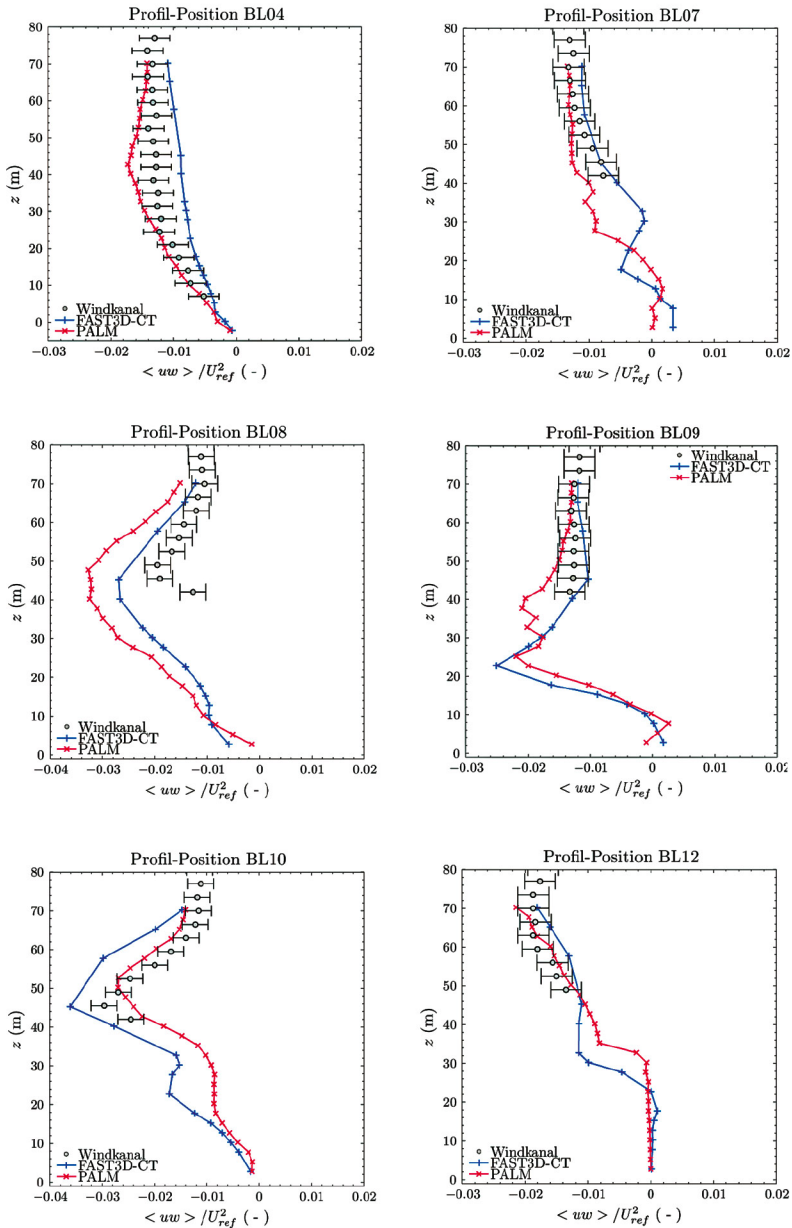 Profil-Position BL04
80
70
60
50
40
30
20
10
0
z (m)
Windkanal
FAST3D-CT
PALM
−0.03 −0.02 −0.01 0 0.01 0.02
< uw > /U²ref ( - )
Profil-Position BL07
80
70
60
50
40
30
20
10
0
z (m)
Windkanal
FAST3D-CT
PALM
−0.03 −0.02 −0.01 0 0.01 0.02
< uw > /U²ref ( - )
Profil-Position BL08
80
70
60
50
40
30
20
10
0
z (m)
Windkanal
FAST3D-CT
PALM
−0.04 −0.03 −0.02 −0.01 0 0.01 0.02
< uw > /U²ref ( - )
Profil-Position BL09
80
70
60
50
40
30
20
10
0
z (m)
Windkanal
FAST3D-CT
PALM
−0.03 −0.02 −0.01 0 0.01 0.02
< uw > /U²ref ( - )
Profil-Position BL10
80
70
60
50
40
30
20
10
0
z (m)
Windkanal
FAST3D-CT
PALM
−0.04 −0.03 −0.02 −0.01 0 0.01 0.02
< uw > /U²ref ( - )
Profil-Position BL12
80
70
60
50
40
30
20
10
0
z (m)
Windkanal
FAST3D-CT
PALM
−0.03 −0.02 −0.01 0 0.01 0.02
< uw > /U²ref ( - )